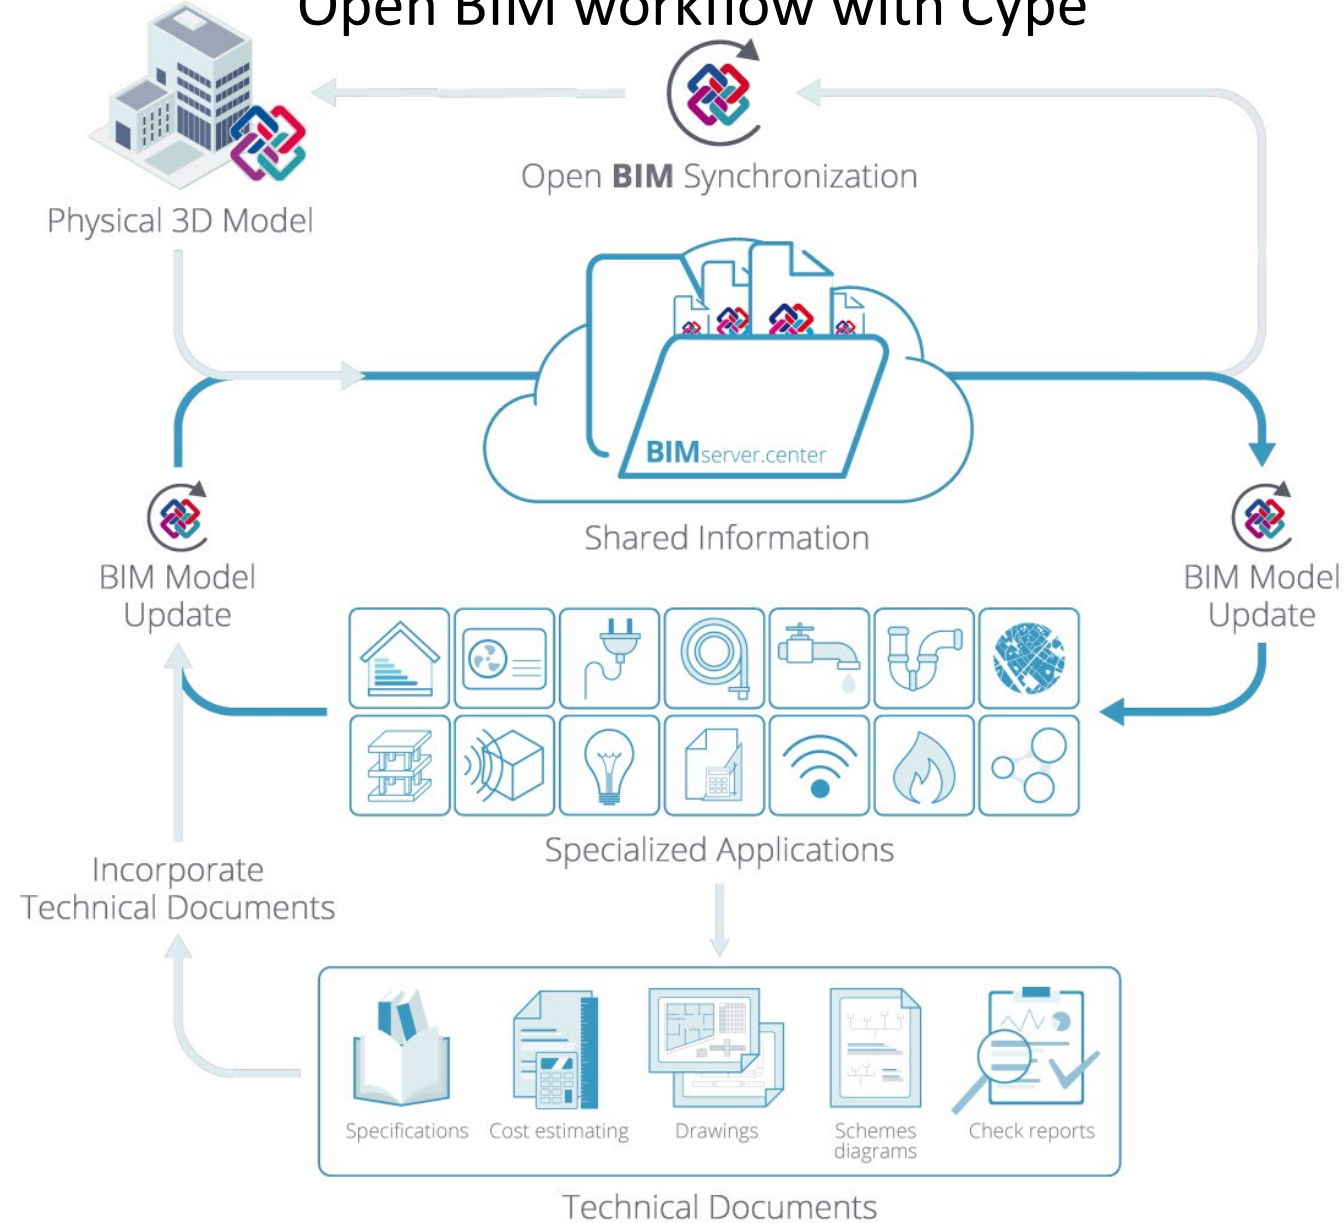 Open BIM workflow with Cype
Open BIM Synchronization
Physical 3D Model
BIMserver.center
Shared Information
BIM Model
Update
BIM Model
Update
Specialized Applications
Incorporate
Technical Documents
Specifications
Cost estimating
Drawings
Schemes
diagrams
Check reports
Technical Documents